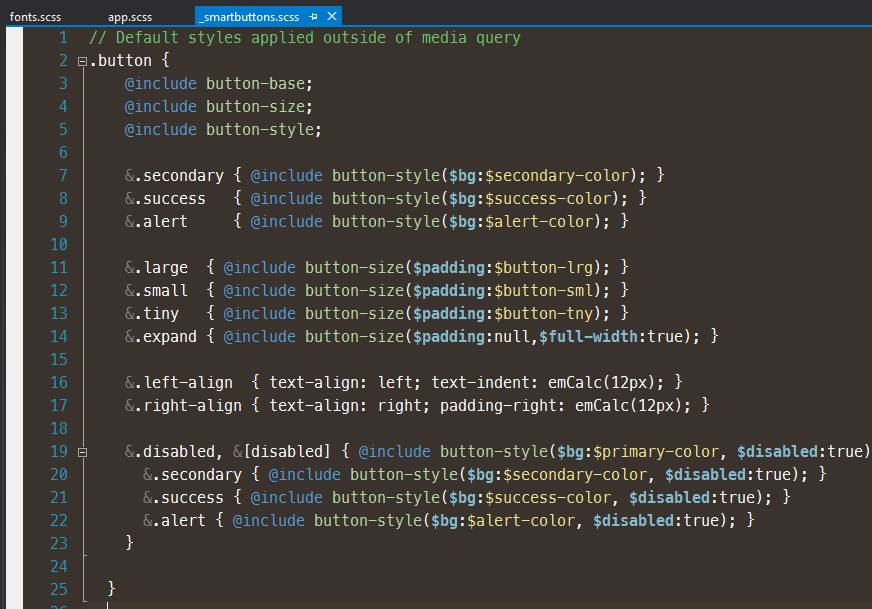 fonts.scss app.scss _smartbuttons.scss
1 // Default styles applied outside of media query
2 .button {
3 @include button-base;
4 @include button-size;
5 @include button-style;
6
7 &.secondary { @include button-style($bg:$secondary-color); }
8 &.success { @include button-style($bg:$success-color); }
9 &.alert { @include button-style($bg:$alert-color); }
10
11 &.large { @include button-size($padding:$button-lrg); }
12 &.small { @include button-size($padding:$button-sml); }
13 &.tiny { @include button-size($padding:$button-tny); }
14 &.expand { @include button-size($padding:null,$full-width:true); }
15
16 &.left-align { text-align: left; text-indent: emCalc(12px); }
17 &.right-align { text-align: right; padding-right: emCalc(12px); }
18
19 &.disabled, &[disabled] { @include button-style($bg:$primary-color, $disabled:true)
20 &.secondary { @include button-style($bg:$secondary-color, $disabled:true); }
21 &.success { @include button-style($bg:$success-color, $disabled:true); }
22 &.alert { @include button-style($bg:$alert-color, $disabled:true); }
23 }
24
25 }